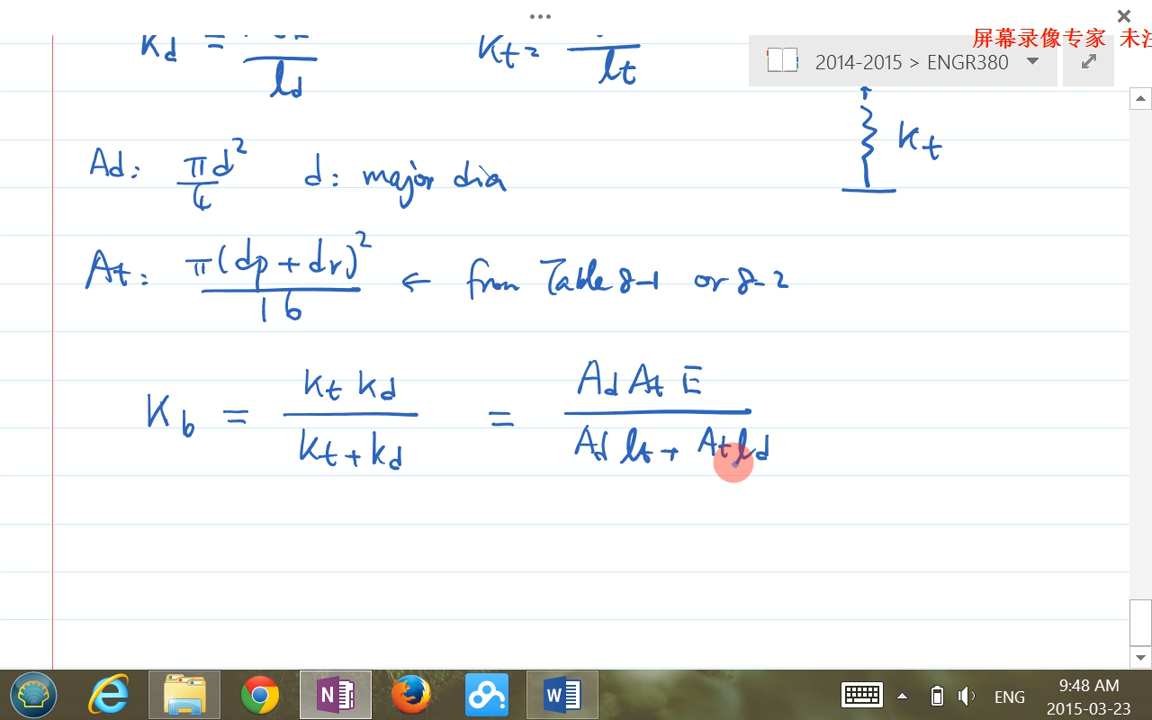 屏幕录像专家 未
2014-2015 > ENGR380
Kd = / ld
Kt = / lt
Kt
Ad: πd² / 4 d: major dia
At: π(dp + dr)² / 16 ← from Table 8-1 or 8-2
Kb = Kt Kd / Kt + Kd = Ad At E / Ad lt + At ld
N W
ENG
9:48 AM
2015-03-23